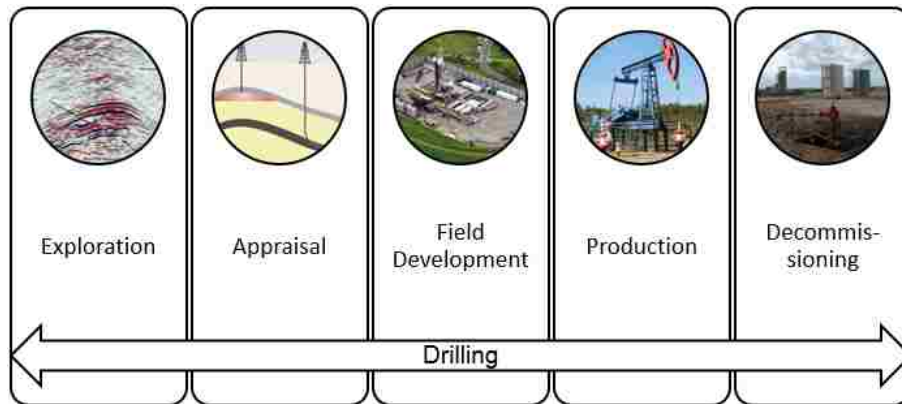 Exploration
Appraisal
Field
Development
Production
Decommis-
sioning
Drilling